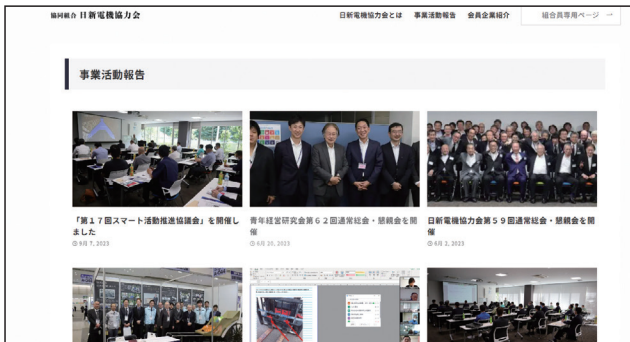 協同組合 日新電機協力会
日新電機協力会とは 事業活動報告 会員企業紹介 組合員専用ページ →
事業活動報告
「第17回スマート活動推進協議会」を開催し
ました
9月 7, 2023
青年経営研究会第62回通常総会・懇親会を開
催
6月 20, 2023
日新電機協力会第59回通常総会・懇親会を開
催
6月 2, 2023